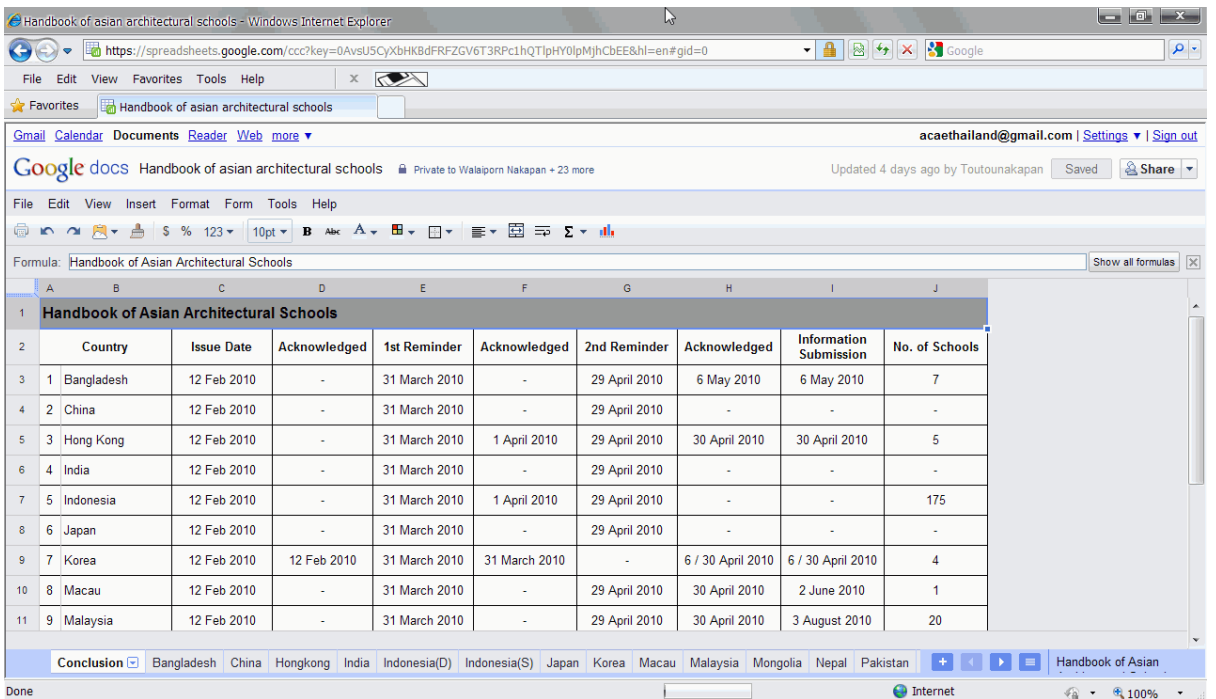 Handbook of asian architectural schools - Windows Internet Explorer
https://spreadsheets.google.com/ccc?key=0AvsU5CyXbHKBdFRFZGV6T3RPc1hQTlpHY0lpMjhCbEE&hl=en#gid=0 Google
File Edit View Favorites Tools Help x
Favorites Handbook of asian architectural schools
Gmail Calendar Documents Reader Web more ▼ acaethailand@gmail.com | Settings ▼ | Sign out
Google docs Handbook of asian architectural schools Private to Walaiporn Nakapan + 23 more Updated 4 days ago by Toutounakapan Saved Share
File Edit View Insert Format Form Tools Help
$ % 123 10pt B Abc A Σ
Formula: Handbook of Asian Architectural Schools Show all formulas
A B C D E F G H I J
1 Handbook of Asian Architectural Schools
2 Country Issue Date Acknowledged 1st Reminder Acknowledged 2nd Reminder Acknowledged Information Submission No. of Schools
3 1 Bangladesh 12 Feb 2010 - 31 March 2010 - 29 April 2010 6 May 2010 6 May 2010 7
4 2 China 12 Feb 2010 - 31 March 2010 - 29 April 2010 - - -
5 3 Hong Kong 12 Feb 2010 - 31 March 2010 1 April 2010 29 April 2010 30 April 2010 30 April 2010 5
6 4 India 12 Feb 2010 - 31 March 2010 - 29 April 2010 - - -
7 5 Indonesia 12 Feb 2010 - 31 March 2010 1 April 2010 29 April 2010 - - 175
8 6 Japan 12 Feb 2010 - 31 March 2010 - 29 April 2010 - - -
9 7 Korea 12 Feb 2010 12 Feb 2010 31 March 2010 31 March 2010 - 6 / 30 April 2010 6 / 30 April 2010 4
10 8 Macau 12 Feb 2010 - 31 March 2010 - 29 April 2010 30 April 2010 2 June 2010 1
11 9 Malaysia 12 Feb 2010 - 31 March 2010 - 29 April 2010 30 April 2010 3 August 2010 20
Conclusion Bangladesh China Hongkong India Indonesia(D) Indonesia(S) Japan Korea Macau Malaysia Mongolia Nepal Pakistan Handbook of Asian
Done Internet 100%